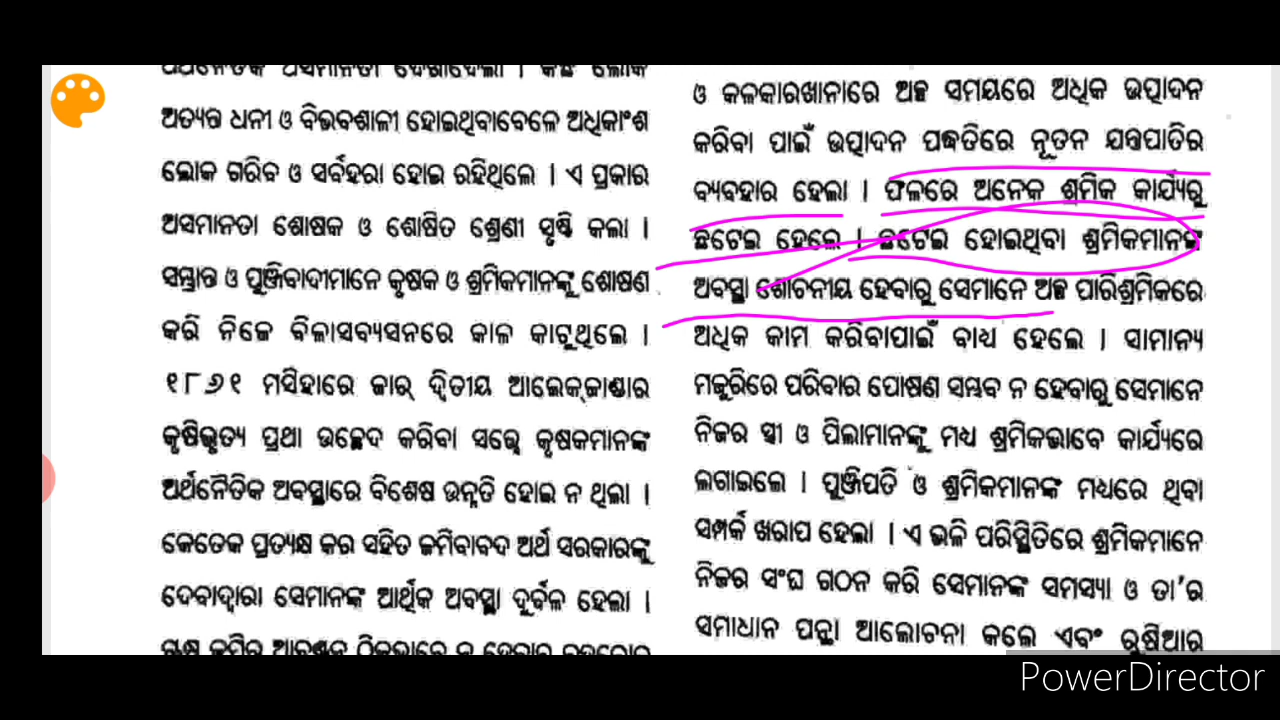 ଅର୍ଥନୈତିକ ଅସମାନତା ଦେଖାଦେଲା । କିଛି ଲୋକ
ଅତ୍ୟନ୍ତ ଧନୀ ଓ ବିଭବଶାଳୀ ହୋଇଥିବାବେଳେ ଅଧିକାଂଶ
ଲୋକ ଗରିବ ଓ ସର୍ବହରା ହୋଇ ରହିଥିଲେ । ଏ ପ୍ରକାର
ଅସମାନତା ଶୋଷକ ଓ ଶୋଷିତ ଶ୍ରେଣୀ ସୃଷ୍ଟି କଲା ।
ସମ୍ଭ୍ରାନ୍ତ ଓ ପୁଞ୍ଜିବାଦୀମାନେ କୃଷକ ଓ ଶ୍ରମିକମାନଙ୍କୁ ଶୋଷଣ
କରି ନିଜେ ବିଳାସବ୍ୟସନରେ କାଳ କାଟୁଥିଲେ ।
୧୮୬୧ ମସିହାରେ ଜାର୍ ଦ୍ୱିତୀୟ ଆଲେକ୍‌ଜାଣ୍ଡାର
କୃଷିଭୃତ୍ୟ ପ୍ରଥା ଉଚ୍ଛେଦ କରିବା ସତ୍ତ୍ୱେ କୃଷକମାନଙ୍କ
ଅର୍ଥନୈତିକ ଅବସ୍ଥାରେ ବିଶେଷ ଉନ୍ନତି ହୋଇ ନ ଥିଲା ।
କେତେକ ପ୍ରତ୍ୟକ୍ଷ କର ସହିତ ଜମିବାବଦ ଅର୍ଥ ସରକାରଙ୍କୁ
ଦେବାଦ୍ୱାରା ସେମାନଙ୍କ ଆର୍ଥିକ ଅବସ୍ଥା ଦୁର୍ବଳ ହେଲା ।
ଓ କଳକାରଖାନାରେ ଅଳ୍ପ ସମୟରେ ଅଧିକ ଉତ୍ପାଦନ
କରିବା ପାଇଁ ଉତ୍ପାଦନ ପଦ୍ଧତିରେ ନୂତନ ଯନ୍ତ୍ରପାତିର
ବ୍ୟବହାର ହେଲା । ଫଳରେ ଅନେକ ଶ୍ରମିକ କାର୍ଯ୍ୟରୁ
ଛଟେଇ ହେଲେ । ଛଟେଇ ହୋଇଥିବା ଶ୍ରମିକମାନଙ୍କ
ଅବସ୍ଥା ଶୋଚନୀୟ ହେବାରୁ ସେମାନେ ଅଳ୍ପ ପାରିଶ୍ରମିକରେ
ଅଧିକ କାମ କରିବାପାଇଁ ବାଧ୍ୟ ହେଲେ । ସାମାନ୍ୟ
ମଜୁରିରେ ପରିବାର ପୋଷଣ ସମ୍ଭବ ନ ହେବାରୁ ସେମାନେ
ନିଜର ସ୍ତ୍ରୀ ଓ ପିଲାମାନଙ୍କୁ ମଧ୍ୟ ଶ୍ରମିକଭାବେ କାର୍ଯ୍ୟରେ
ଲଗାଇଲେ । ପୁଞ୍ଜିପତି ଓ ଶ୍ରମିକମାନଙ୍କ ମଧ୍ୟରେ ଥିବା
ସମ୍ପର୍କ ଖରାପ ହେଲା । ଏ ଭଳି ପରିସ୍ଥିତିରେ ଶ୍ରମିକମାନେ
ନିଜର ସଂଘ ଗଠନ କରି ସେମାନଙ୍କ ସମସ୍ୟା ଓ ତା'ର
ସମାଧାନ ପନ୍ଥା ଆଲୋଚନା କଲେ ଏବଂ ରୁଷିଆର
PowerDirector